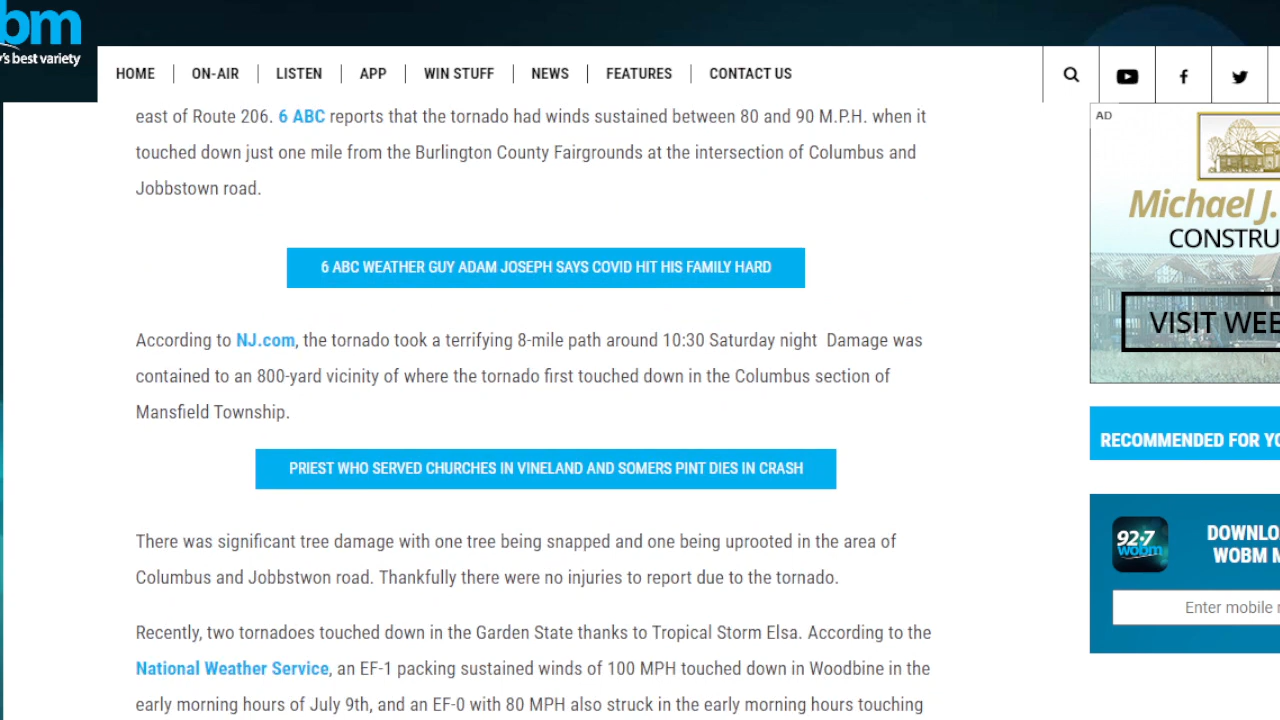 bm
y's best variety
HOME
ON-AIR
LISTEN
APP
WIN STUFF
NEWS
FEATURES
CONTACT US
east of Route 206. 6 ABC reports that the tornado had winds sustained between 80 and 90 M.P.H. when it
touched down just one mile from the Burlington County Fairgrounds at the intersection of Columbus and
Jobbstown road.
6 ABC WEATHER GUY ADAM JOSEPH SAYS COVID HIT HIS FAMILY HARD
According to NJ.com, the tornado took a terrifying 8-mile path around 10:30 Saturday night  Damage was
contained to an 800-yard vicinity of where the tornado first touched down in the Columbus section of
Mansfield Township.
PRIEST WHO SERVED CHURCHES IN VINELAND AND SOMERS PINT DIES IN CRASH
There was significant tree damage with one tree being snapped and one being uprooted in the area of
Columbus and Jobbstwon road. Thankfully there were no injuries to report due to the tornado.
Recently, two tornadoes touched down in the Garden State thanks to Tropical Storm Elsa. According to the
National Weather Service, an EF-1 packing sustained winds of 100 MPH touched down in Woodbine in the
early morning hours of July 9th, and an EF-0 with 80 MPH also struck in the early morning hours touching
AD
Michael J.
CONSTRU
VISIT WEB
RECOMMENDED FOR YO
92.7
wobm
DOWNLOA
WOBM M
Enter mobile n